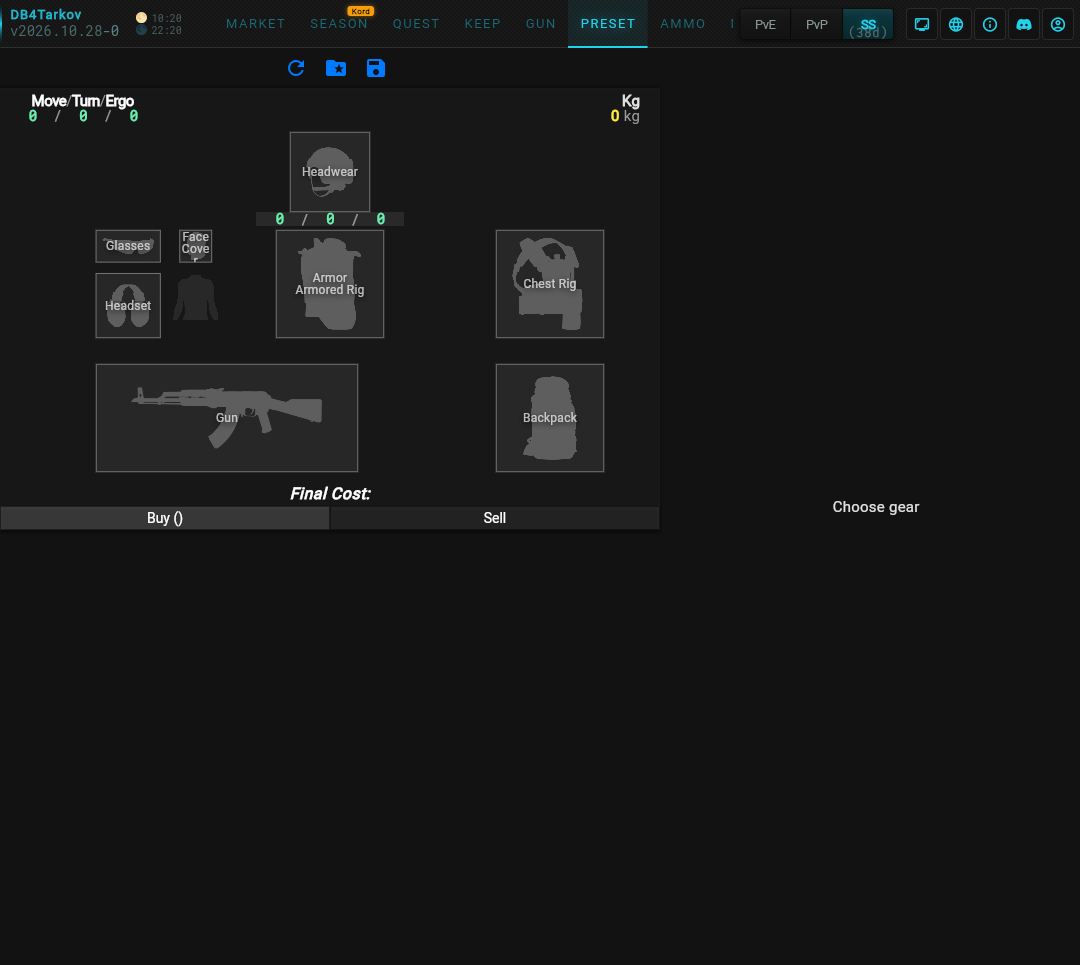 DB4Tarkov
v2026.10.28-0
10:20
22:20
MARKET
SEASON
Kord
QUEST
KEEP
GUN
PRESET
AMMO
PvE
PvP
SS
(38d)
Move/Turn/Ergo
0 / 0 / 0
Kg
0 kg
Headwear
0 / 0 / 0
Glasses
Face
Cove
r
Headset
Armor
Armored Rig
Chest Rig
Gun
Backpack
Final Cost:
Buy ()
Sell
Choose gear